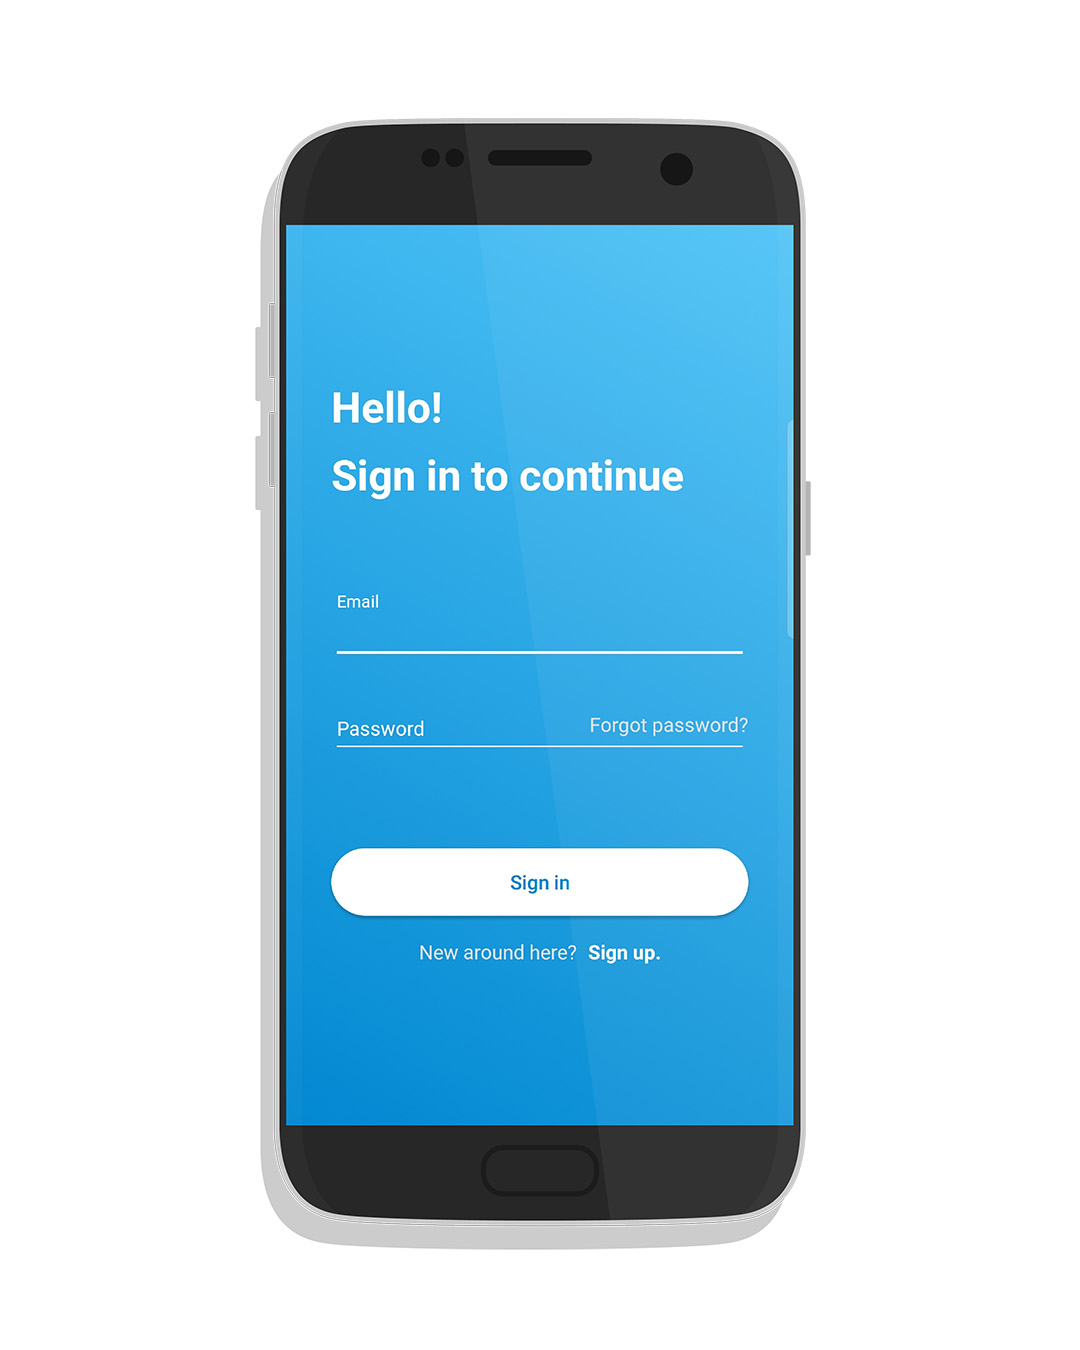 Hello!
Sign in to continue
Email
Password Forgot password?
Sign in
New around here? Sign up.